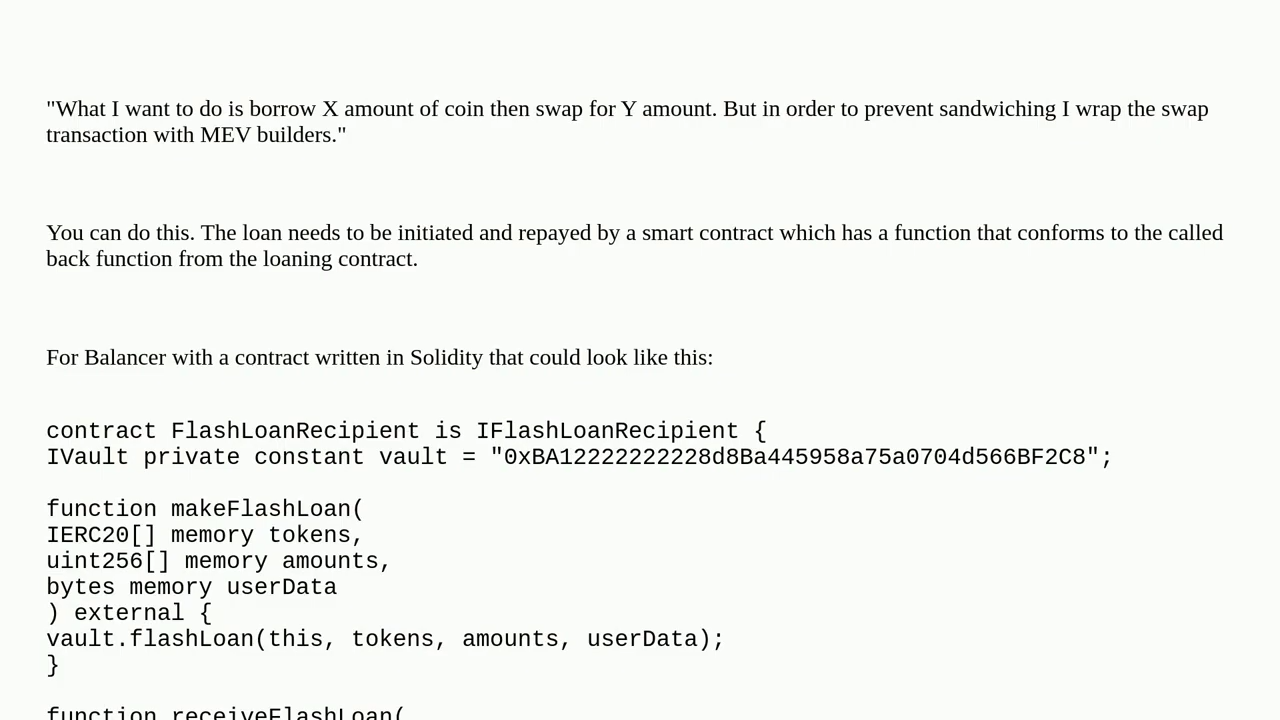 "What I want to do is borrow X amount of coin then swap for Y amount. But in order to prevent sandwiching I wrap the swap
transaction with MEV builders."
You can do this. The loan needs to be initiated and repayed by a smart contract which has a function that conforms to the called
back function from the loaning contract.
For Balancer with a contract written in Solidity that could look like this:
contract FlashLoanRecipient is IFlashLoanRecipient {
IVault private constant vault = "0xBA12222222228d8Ba445958a75a0704d566BF2C8";
function makeFlashLoan(
IERC20[] memory tokens,
uint256[] memory amounts,
bytes memory userData
) external {
vault.flashLoan(this, tokens, amounts, userData);
}
function receiveFlashLoan(